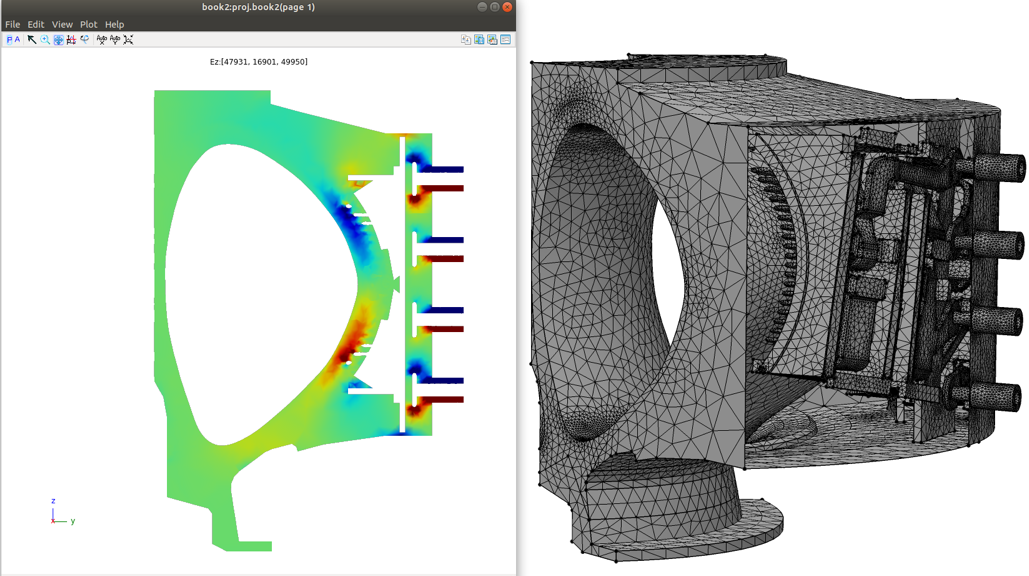 book2:proj.book2(page 1)
File Edit View Plot Help
Ez:[47931, 16901, 49950]
z
x
y